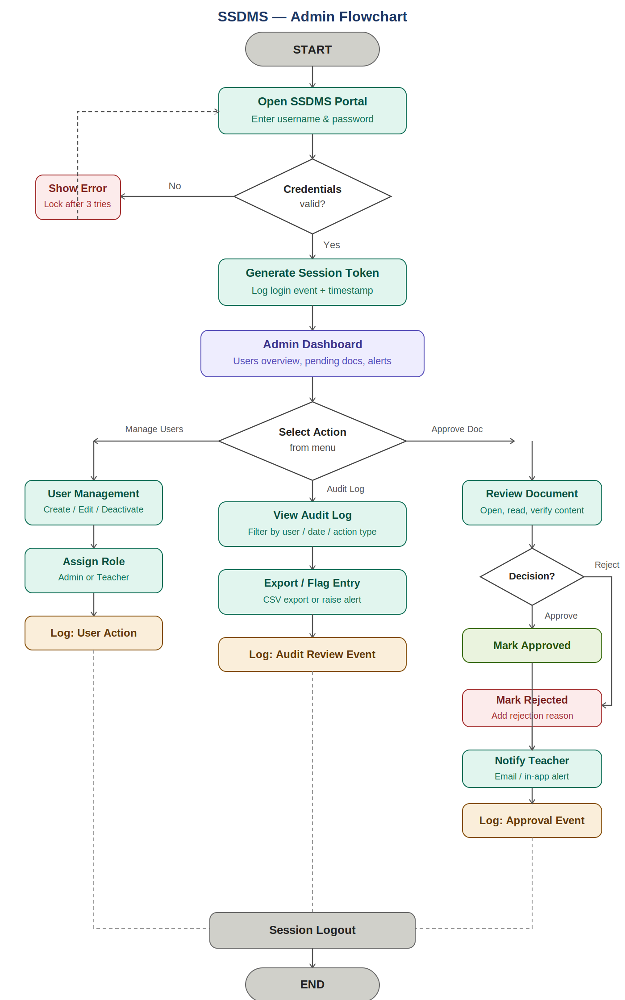 SSDMS — Admin Flowchart
START
Open SSDMS Portal
Enter username & password
Show Error
Lock after 3 tries
No
Credentials
valid?
Yes
Generate Session Token
Log login event + timestamp
Admin Dashboard
Users overview, pending docs, alerts
Manage Users
Select Action
from menu
Approve Doc
Audit Log
User Management
Create / Edit / Deactivate
Assign Role
Admin or Teacher
Log: User Action
View Audit Log
Filter by user / date / action type
Export / Flag Entry
CSV export or raise alert
Log: Audit Review Event
Review Document
Open, read, verify content
Decision?
Reject
Approve
Mark Approved
Mark Rejected
Add rejection reason
Notify Teacher
Email / in-app alert
Log: Approval Event
Session Logout
END